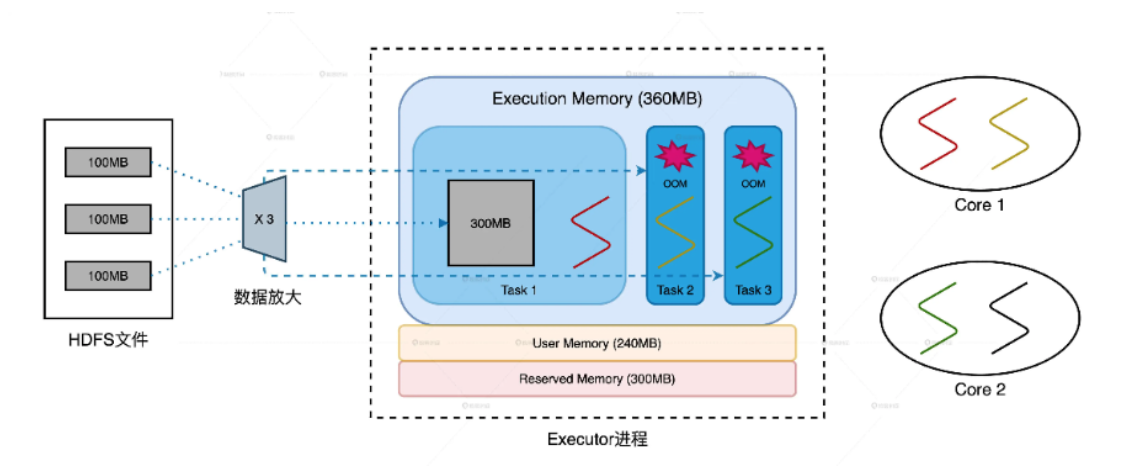 100MB
100MB
100MB
HDFS文件
X 3
数据放大
Execution Memory (360MB)
300MB
Task 1
OOM
Task 2
OOM
Task 3
User Memory (240MB)
Reserved Memory (300MB)
Executor进程
Core 1
Core 2